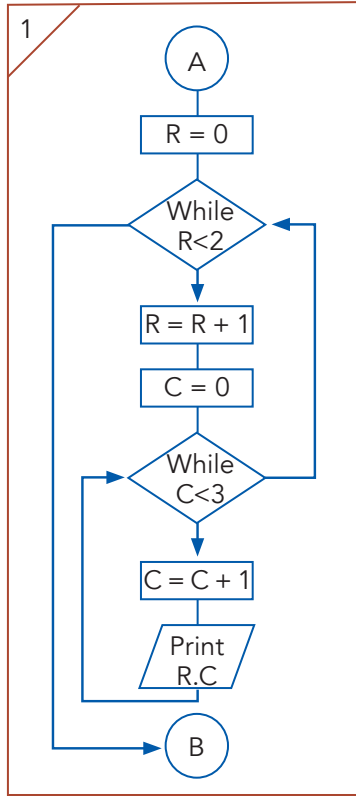 1
A
R = 0
While
R<2
R = R + 1
C = 0
While
C<3
C = C + 1
Print
R.C
B